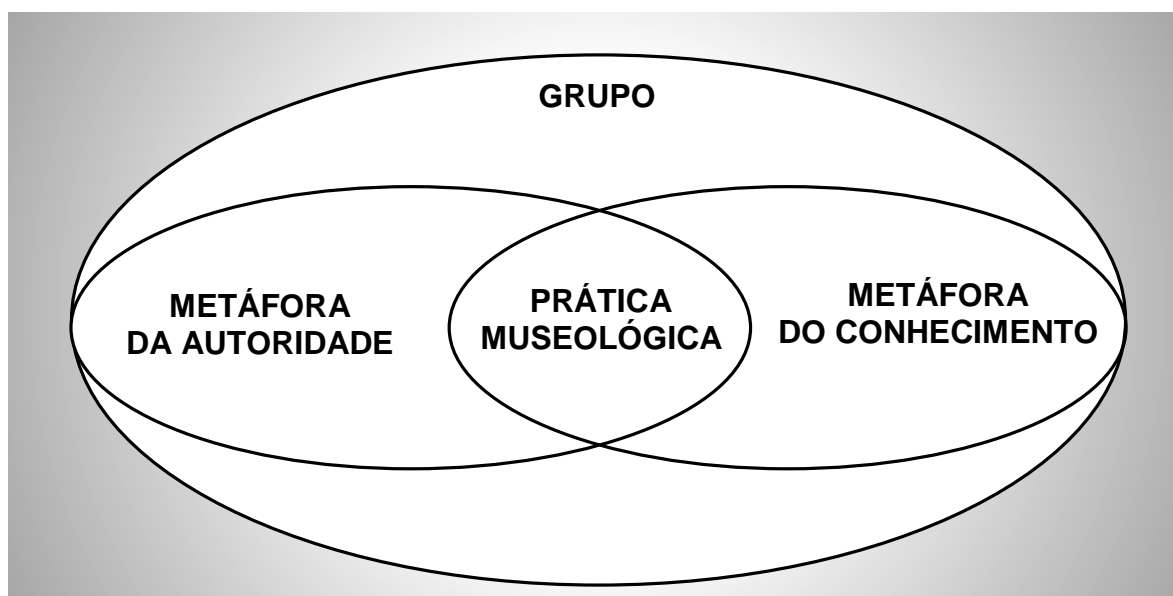 GRUPO
METÁFORA
DA AUTORIDADE
PRÁTICA
MUSEOLÓGICA
METÁFORA
DO CONHECIMENTO